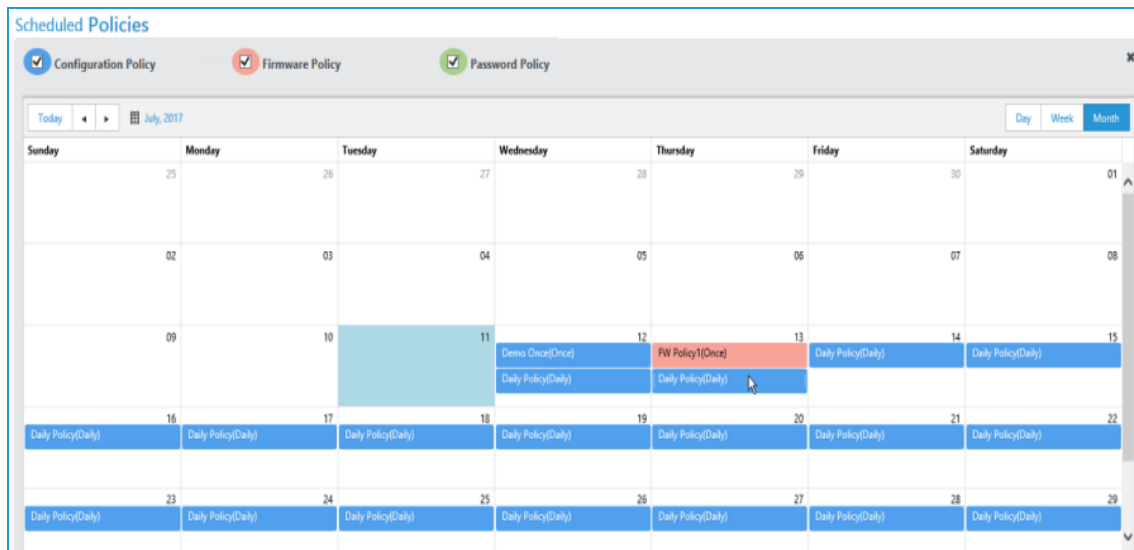 Scheduled Policies
Configuration Policy Firmware Policy Password Policy
Today July, 2017 Day Week Month
Sunday Monday Tuesday Wednesday Thursday Friday Saturday
25 26 27 28 29 30 01
02 03 04 05 06 07 08
09 10 11 12 13 14 15
Demo Once(Once) FW Policy1(Once) Daily Policy(Daily) Daily Policy(Daily)
Daily Policy(Daily) Daily Policy(Daily)
16 17 18 19 20 21 22
Daily Policy(Daily) Daily Policy(Daily) Daily Policy(Daily) Daily Policy(Daily) Daily Policy(Daily) Daily Policy(Daily) Daily Policy(Daily)
23 24 25 26 27 28 29
Daily Policy(Daily) Daily Policy(Daily) Daily Policy(Daily) Daily Policy(Daily) Daily Policy(Daily) Daily Policy(Daily) Daily Policy(Daily)